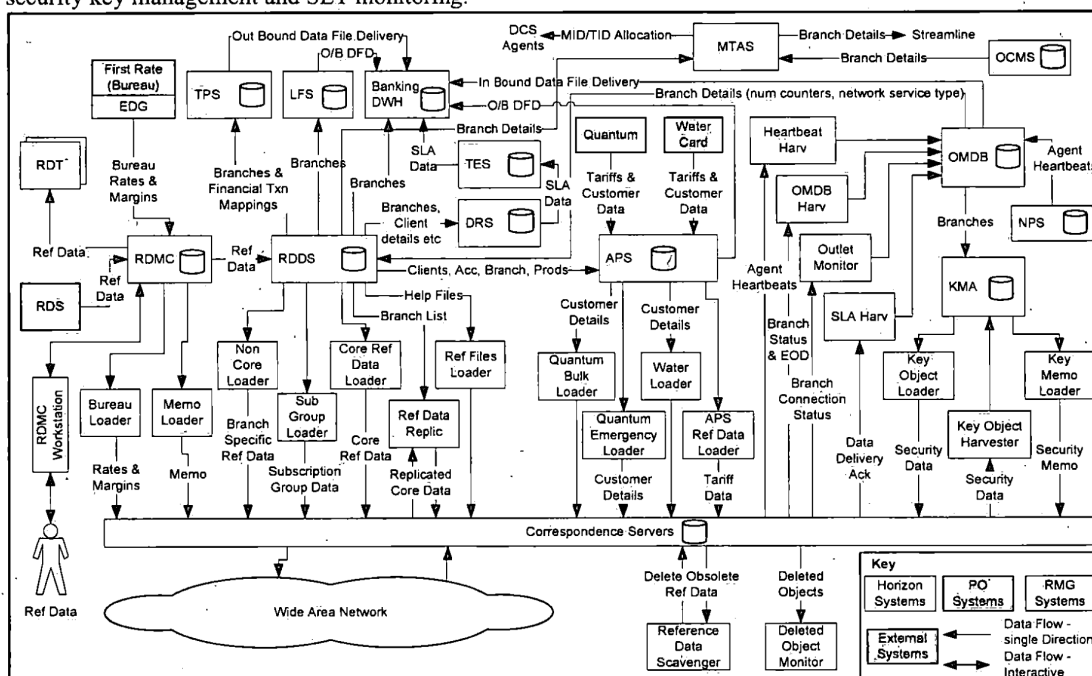 security key management and SLT monitoring.
Out Bound Data File Delivery
O/B DFD
DCS Agents
MID/TID Allocation
MTAS
Branch Details
Streamline
Branch Details
OCMS
First Rate (Bureau)
EDG
TPS
LFS
Banking DWH
In Bound Data File Delivery
O/B DFD
Branch Details (num counters, network service type)
Branch Details
Quantum
Water Card
Heartbeat Harv
OMDB
Agent Heartbeats
RDT
Bureau Rates & Margins
Branches & Financial Txn Mappings
Branches
Branches
SLA Data
TES
SLA Data
Tariffs & Customer Data
Tariffs & Customer Data
OMDB Harv
Branches
NPS
Branches, Client details etc
DRS
Outlet Monitor
Ref Data
RDMC
Ref Data
RDDS
Clients, Acc, Branch, Prods
APS
Agent Heartbeats
KMA
RDS
Ref Data
Help Files
Branch List
Customer Details
Customer Details
Branch Status & EOD
SLA Harv
RDMC Workstation
Bureau Loader
Memo Loader
Non Core Loader
Sub Group Loader
Core Ref Data Loader
Ref Files Loader
Ref Data Replic
Quantum Bulk Loader
Water Loader
Quantum Emergency Loader
APS Ref Data Loader
Branch Connection Status
Key Object Loader
Key Memo Loader
Key Object Harvester
Rates & Margins
Memo
Branch Specific Ref Data
Subscription Group Data
Core Ref Data
Replicated Core Data
Customer Details
Tariff Data
Data Delivery Ack
Security Data
Security Data
Security Memo
Correspondence Servers
Ref Data
Wide Area Network
Delete Obsolete Ref Data
Deleted Objects
Reference Data Scavenger
Deleted Object Monitor
Key
Horizon Systems
PO Systems
RMG Systems
External Systems
Data Flow - single Direction
Data Flow - Interactive